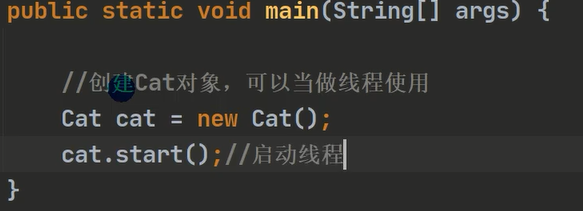 public static void main(String[] args) {
//创建Cat对象，可以当做线程使用
Cat cat = new Cat();
cat.start();//启动线程
}